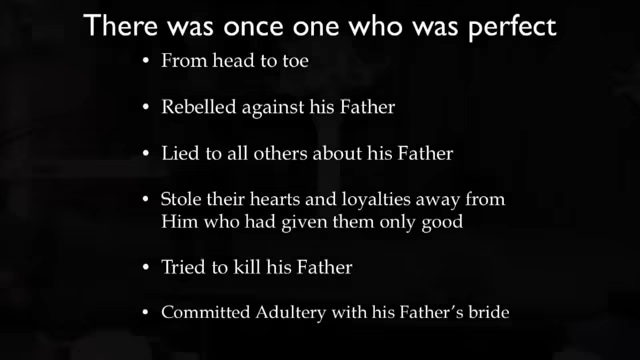 There was once one who was perfect
• From head to toe
• Rebelled against his Father
• Lied to all others about his Father
• Stole their hearts and loyalties away from
Him who had given them only good
• Tried to kill his Father
• Committed Adultery with his Father's bride